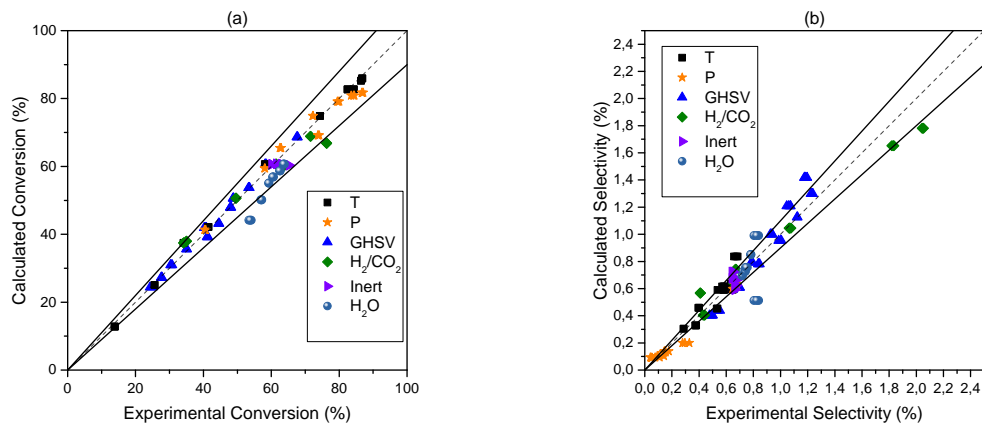 (a)
100
80
60
40
20
0
0 20 40 60 80 100
Calculated Conversion (%)
Experimental Conversion (%)
T
P
GHSV
H₂/CO₂
Inert
H₂O
(b)
2,4
2,2
2,0
1,8
1,6
1,4
1,2
1,0
0,8
0,6
0,4
0,2
0,0
0,0 0,2 0,4 0,6 0,8 1,0 1,2 1,4 1,6 1,8 2,0 2,2 2,4
Calculated Selectivity (%)
Experimental Selectivity (%)
T
P
GHSV
H₂/CO₂
Inert
H₂O